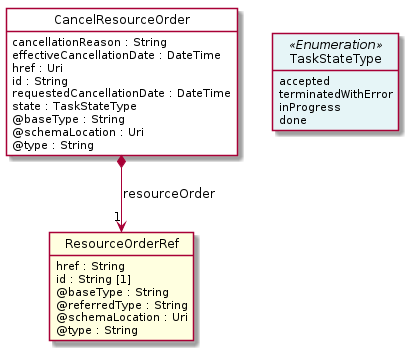 CancelResourceOrder
cancellationReason : String
effectiveCancellationDate : DateTime
href : Uri
id : String
requestedCancellationDate : DateTime
state : TaskStateType
@baseType : String
@schemaLocation : Uri
@type : String
«Enumeration»
TaskStateType
accepted
terminatedWithError
inProgress
done
resourceOrder
1
ResourceOrderRef
href : String
id : String [1]
@baseType : String
@referredType : String
@schemaLocation : Uri
@type : String